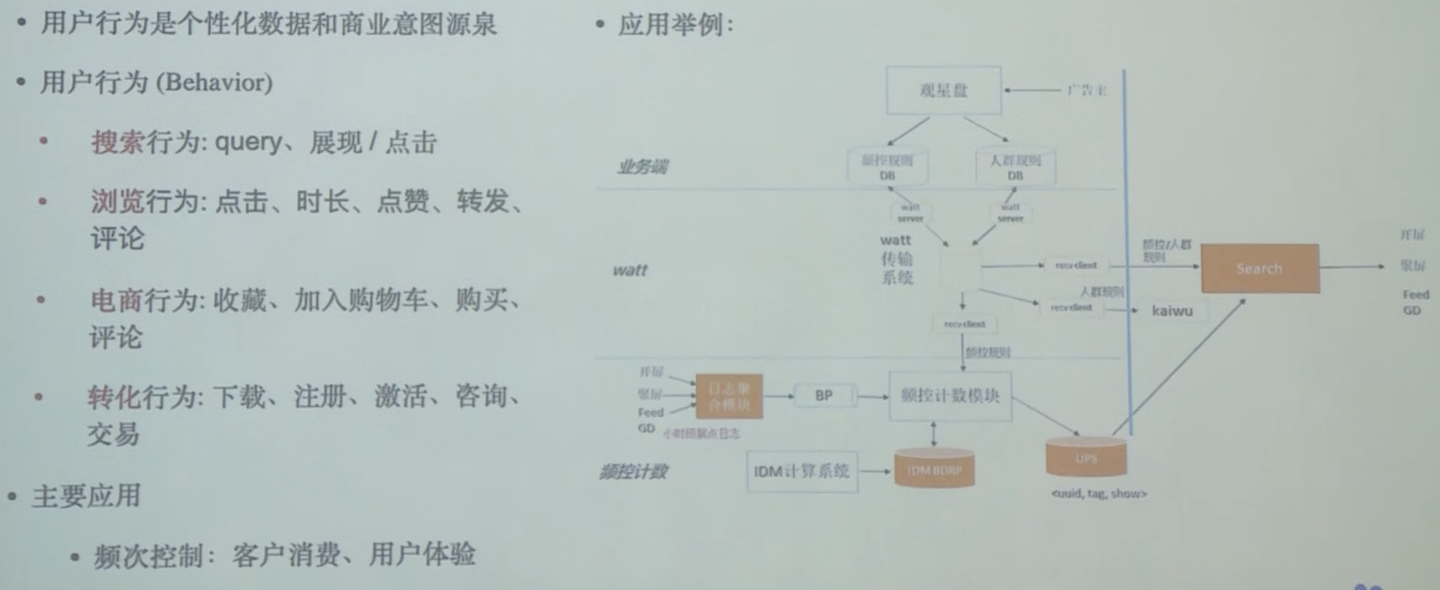 • 用户行为是个性化数据和商业意图源泉
• 用户行为 (Behavior)
• 搜索行为: query、展现 / 点击
• 浏览行为: 点击、时长、点赞、转发、
评论
• 电商行为: 收藏、加入购物车、购买、
评论
• 转化行为: 下载、注册、激活、咨询、
交易
• 主要应用
• 频次控制：客户消费、用户体验
• 应用举例：
观星盘
广告主
业务端
频控规则
DB
人群规则
DB
watt
server
watt
server
watt
传输
系统
watt
recv client
频控/人群
规则
Search
开屏
聚屏
Feed
GD
人群规则
recv client
kaiwu
recv client
频控规则
开屏
聚屏
Feed
GD
日志集
合模块
小时级展点日志
BP
频控计数模块
频控计数
IDM计算系统
IDM BDRP
UPS
<uuid, tag, show>